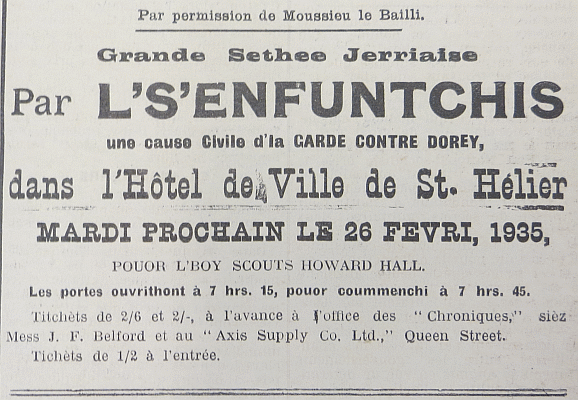 Par permission de Moussieu le Bailli.
Grande Sethee Jerriaise
Par L'S'ENFUNTCHIS
une cause Civile d'la GARDE CONTRE DOREY,
dans l'Hôtel de Ville de St. Hélier
MARDI PROCHAIN LE 26 FEVRI, 1935,
POUOR L'BOY SCOUTS HOWARD HALL.
Les portes ouvrithont à 7 hrs. 15, pouor coummenchi à 7 hrs. 45.
Titchèts de 2/6 et 2/-, à l'avance à l'office des "Chroniques," sièz
Mess J. F. Belford et au "Axis Supply Co. Ltd.," Queen Street.
Tichèts de 1/2 à l'entrée.